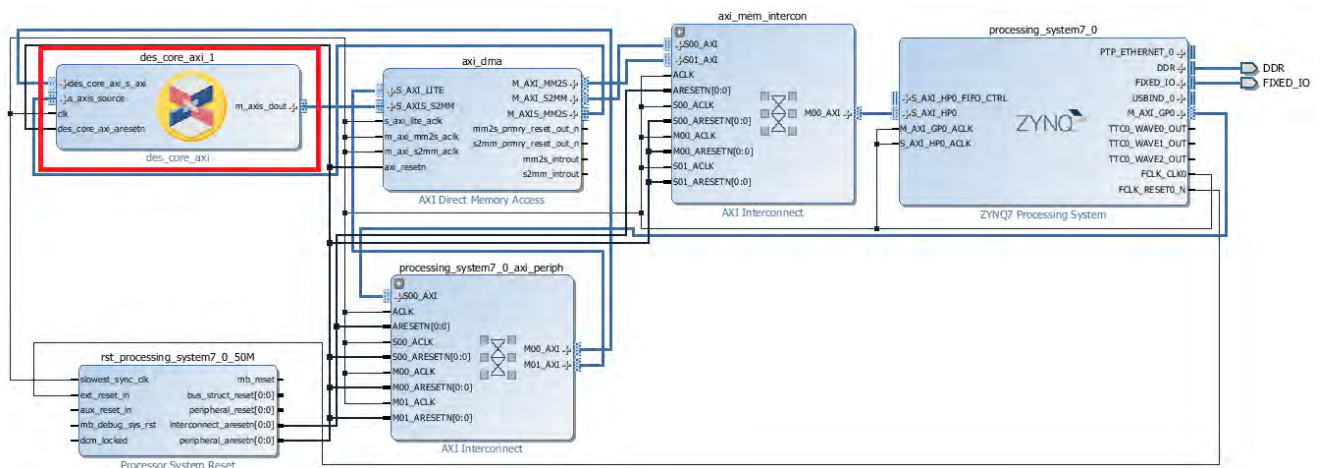 des_core_axi_1
des_core_axi_s_axi
s_axis_source
clk
des_core_axi_aresetn
m_axis_dout
des_core_axi
axi_dma
S_AXI_LITE
S_AXIS_S2MM
s_axi_lite_aclk
m_axi_mm2s_aclk
m_axi_s2mm_aclk
axi_resetn
M_AXI_MM2S
M_AXI_S2MM
M_AXIS_MM2S
mm2s_prmry_reset_out_n
s2mm_prmry_reset_out_n
mm2s_introut
s2mm_introut
AXI Direct Memory Access
axi_mem_intercon
S00_AXI
S01_AXI
ACLK
ARESETN[0:0]
S00_ACLK
S00_ARESETN[0:0]
M00_ACLK
M00_ARESETN[0:0]
S01_ACLK
S01_ARESETN[0:0]
M00_AXI
AXI Interconnect
processing_system7_0
S_AXI_HP0_FIFO_CTRL
S_AXI_HP0
M_AXI_GP0_ACLK
S_AXI_HP0_ACLK
ZYNQ
PTP_ETHERNET_0
DDR
FIXED_IO
USBIND_0
M_AXI_GP0
TTC0_WAVE0_OUT
TTC0_WAVE1_OUT
TTC0_WAVE2_OUT
FCLK_CLK0
FCLK_RESET0_N
ZYNQ7 Processing System
DDR
FIXED_IO
processing_system7_0_axi_periph
S00_AXI
ACLK
ARESETN[0:0]
S00_ACLK
S00_ARESETN[0:0]
M00_ACLK
M00_ARESETN[0:0]
M01_ACLK
M01_ARESETN[0:0]
M00_AXI
M01_AXI
AXI Interconnect
rst_processing_system7_0_50M
slowest_sync_clk
ext_reset_in
aux_reset_in
mb_debug_sys_rst
dcm_locked
mb_reset
bus_struct_reset[0:0]
peripheral_reset[0:0]
interconnect_aresetn[0:0]
peripheral_aresetn[0:0]
Processor System Reset